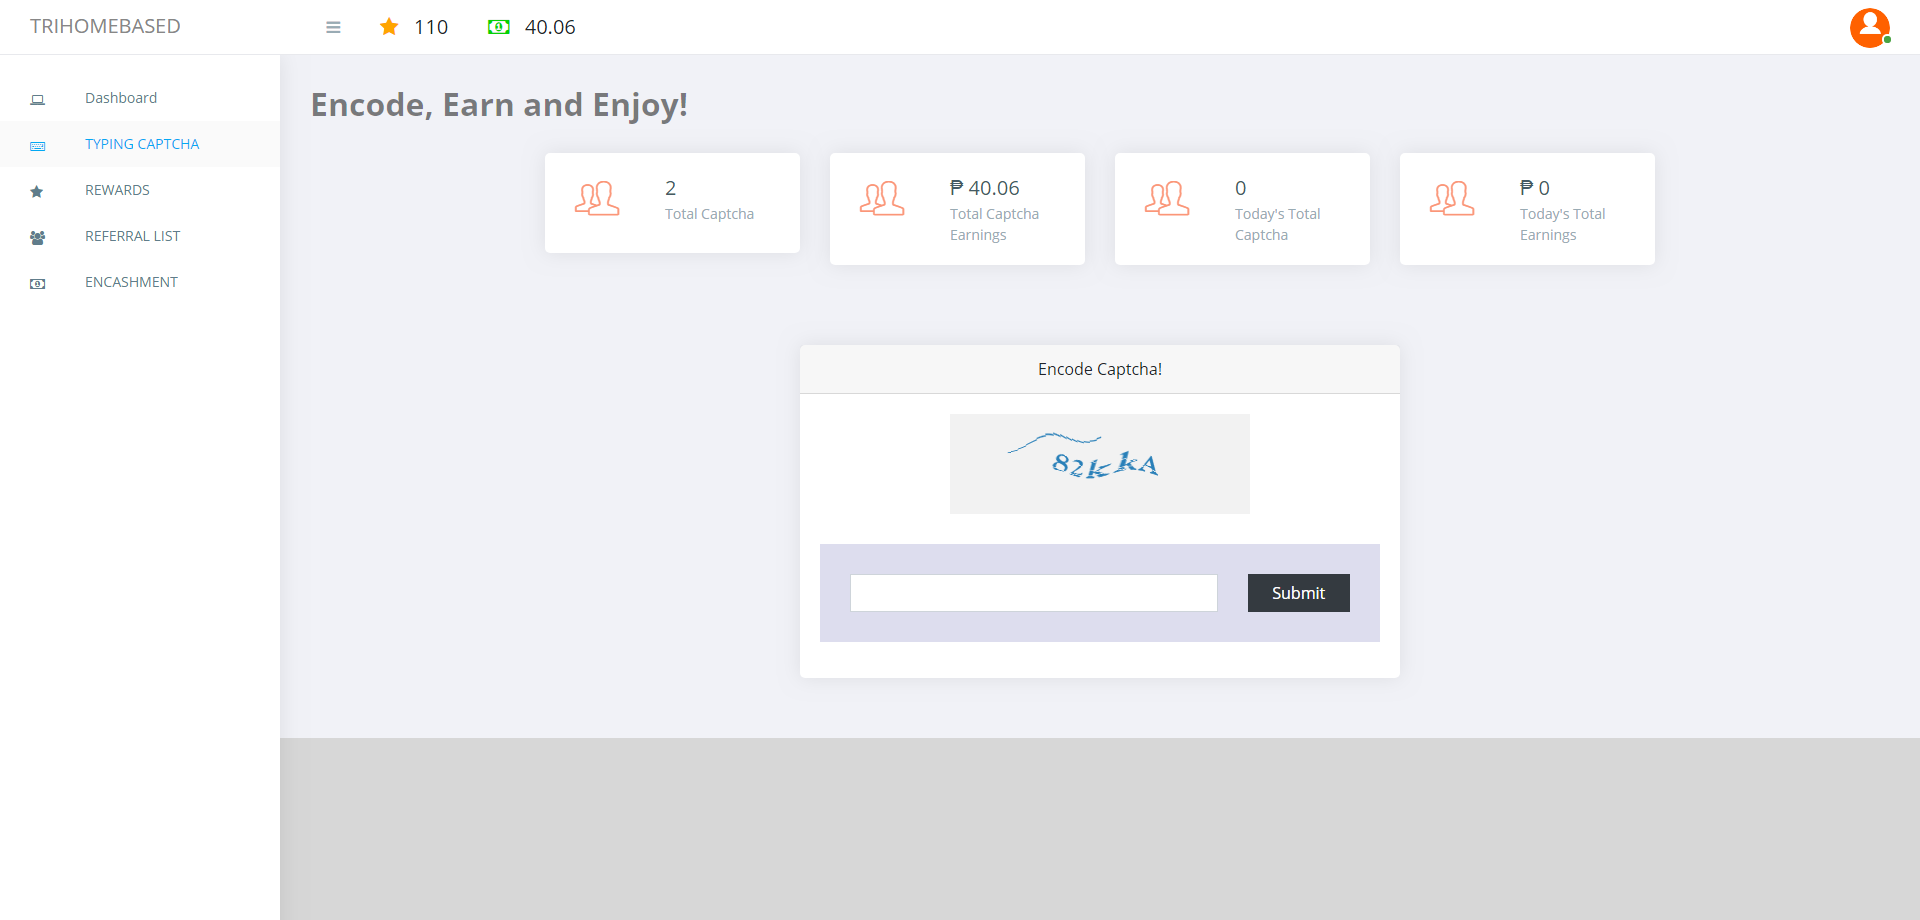 TRIHOMEBASED
110
40.06
Dashboard
TYPING CAPTCHA
REWARDS
REFERRAL LIST
ENCASHMENT
Encode, Earn and Enjoy!
2
Total Captcha
₱ 40.06
Total Captcha
Earnings
0
Today's Total
Captcha
₱ 0
Today's Total
Earnings
Encode Captcha!
82kkA
Submit